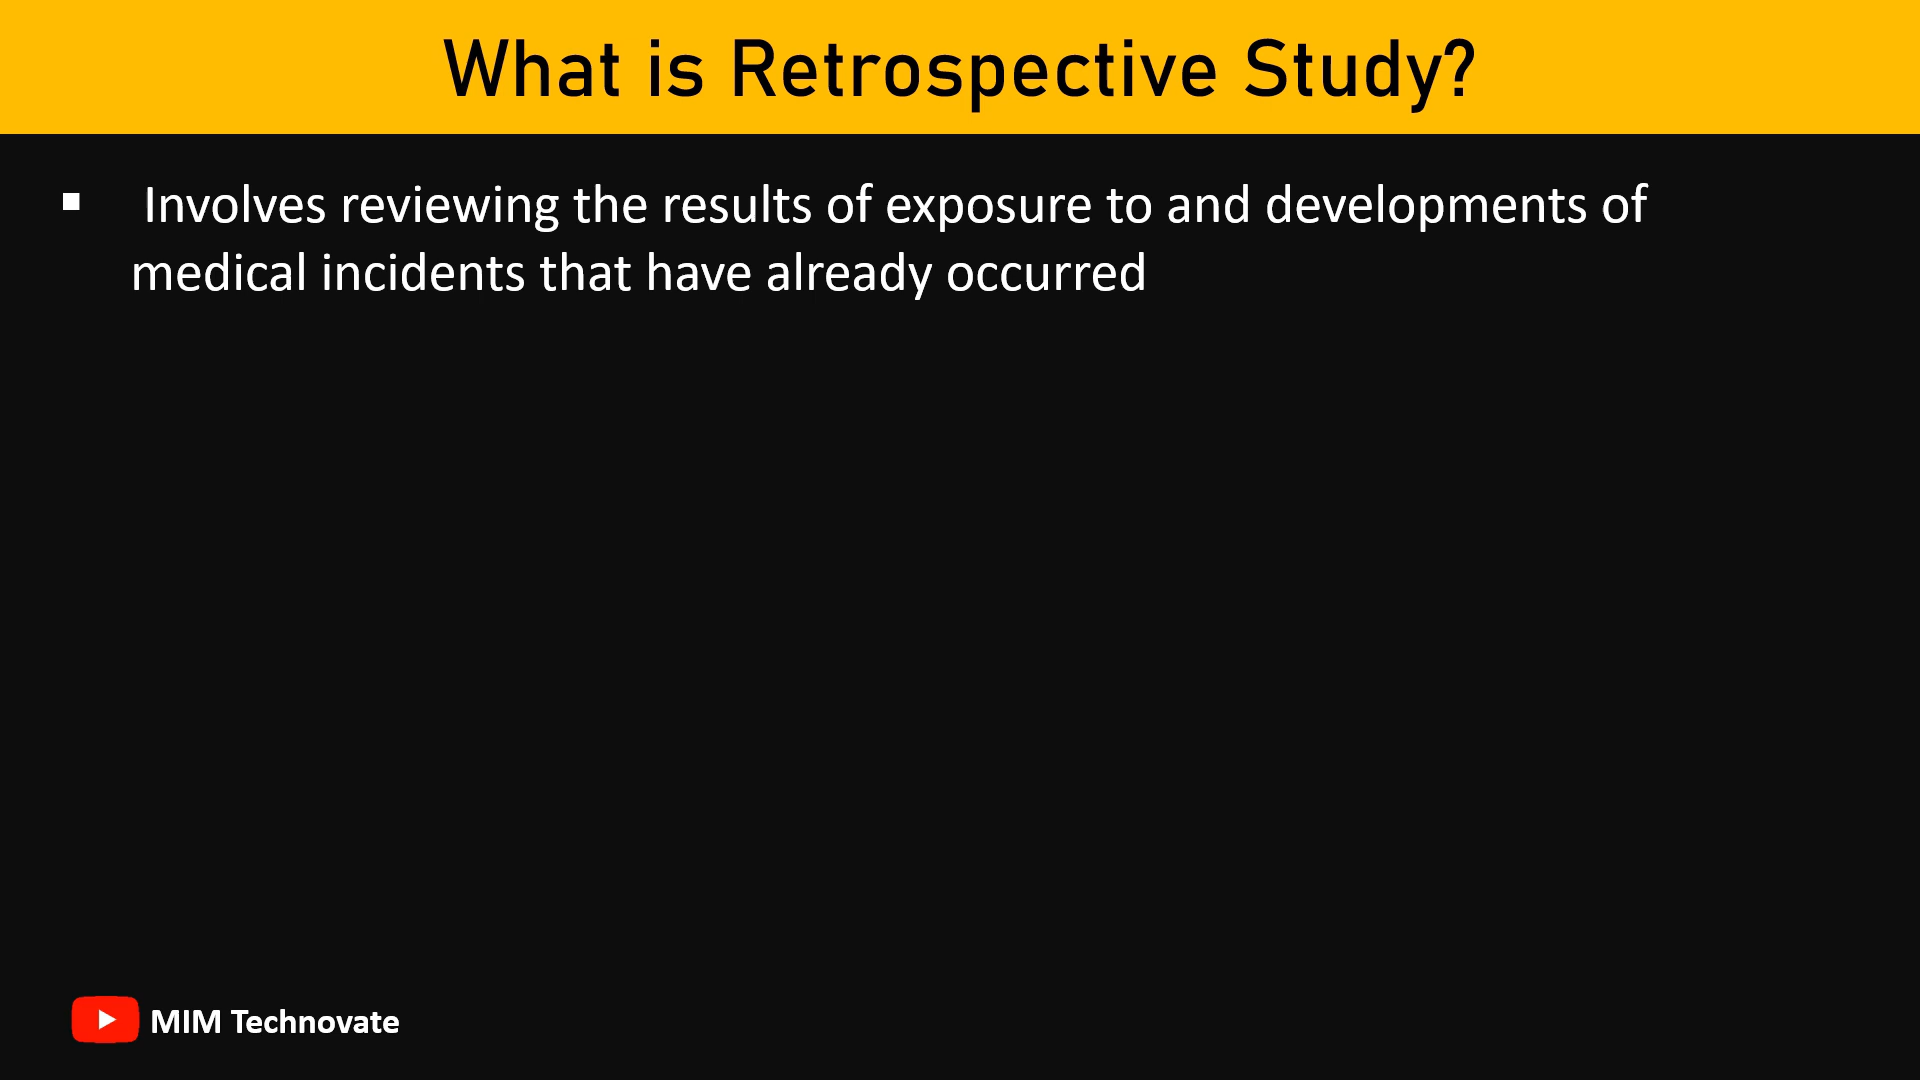 What is Retrospective Study?
▪ Involves reviewing the results of exposure to and developments of
medical incidents that have already occurred
MIM Technovate